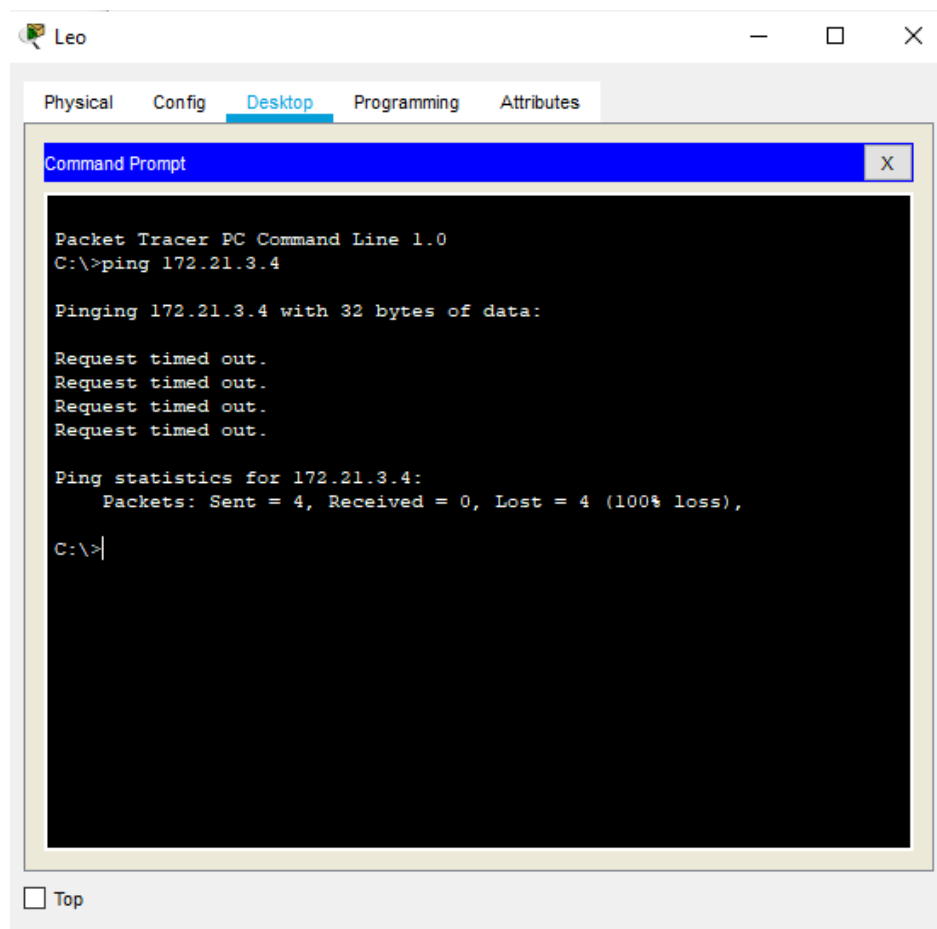 Leo
Physical Config Desktop Programming Attributes
Command Prompt X
Packet Tracer PC Command Line 1.0
C:\>ping 172.21.3.4
Pinging 172.21.3.4 with 32 bytes of data:
Request timed out.
Request timed out.
Request timed out.
Request timed out.
Ping statistics for 172.21.3.4:
    Packets: Sent = 4, Received = 0, Lost = 4 (100% loss),
C:\>
Top